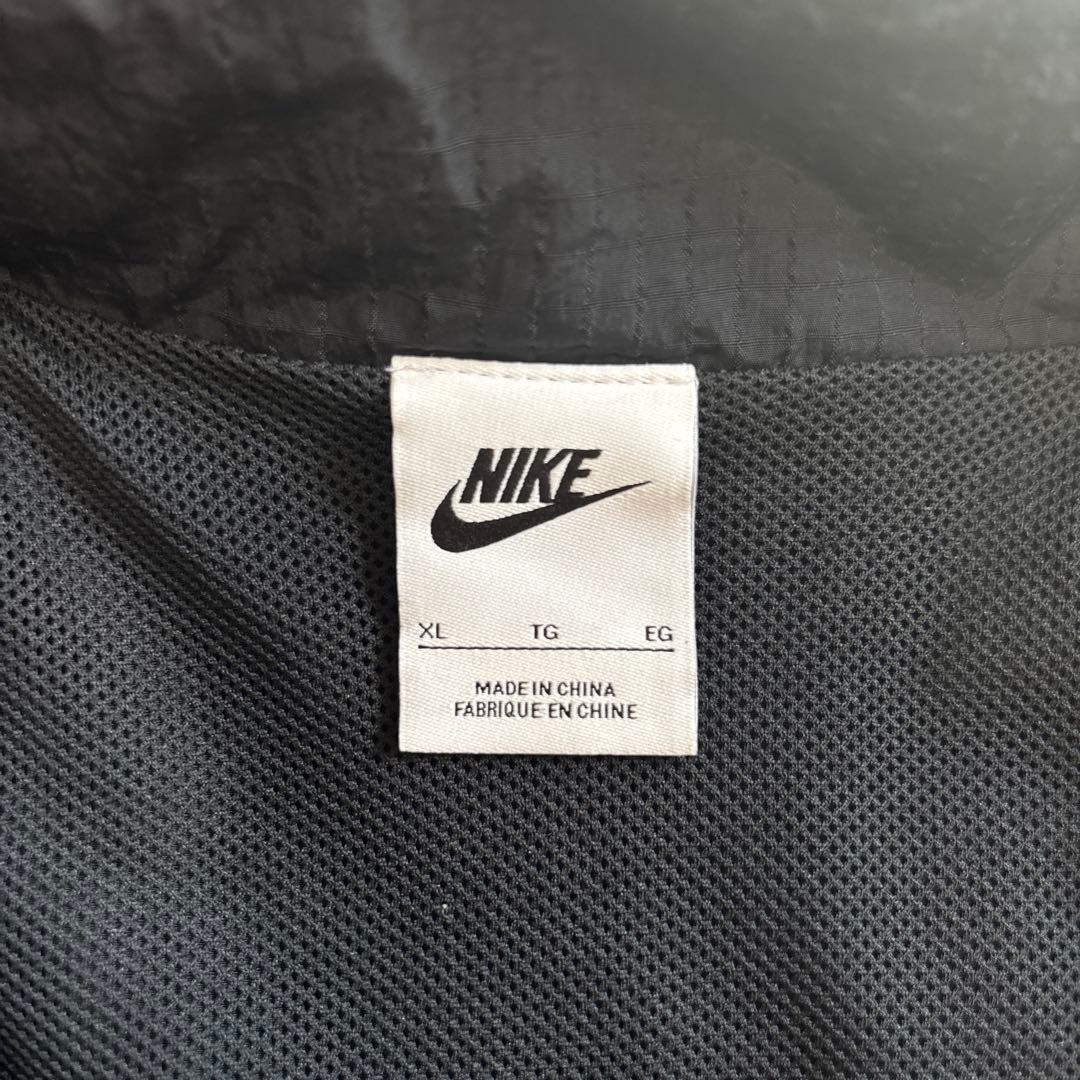 NIKE
XL TG EG
MADE IN CHINA
FABRIQUE EN CHINE